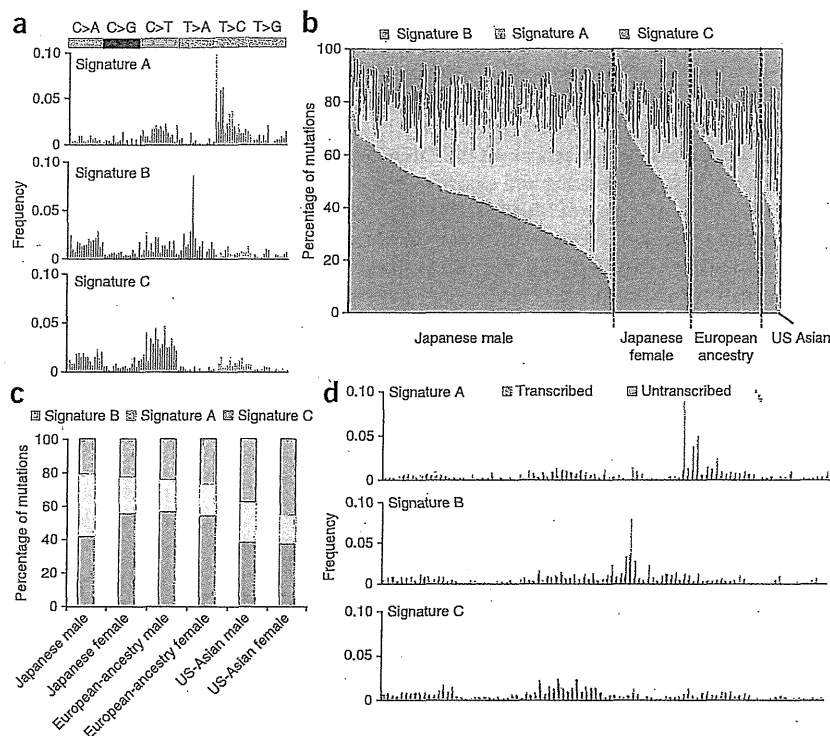 a
C>A C>G C>T T>A T>C T>G
0.10
Signature A
0.05
0
0.10
Signature B
0.05
0
0.10
Signature C
0.05
0
Frequency
b
Signature B Signature A Signature C
100
80
60
40
20
0
Percentage of mutations
Japanese male
Japanese female
European ancestry
US Asian
c
Signature B Signature A Signature C
100
80
60
40
20
0
Percentage of mutations
Japanese male
Japanese female
European-ancestry male
European-ancestry female
US-Asian male
US-Asian female
d
0.10
Signature A
Transcribed Untranscribed
0.05
0
0.10
Signature B
0.05
0
0.10
Signature C
0.05
0
Frequency